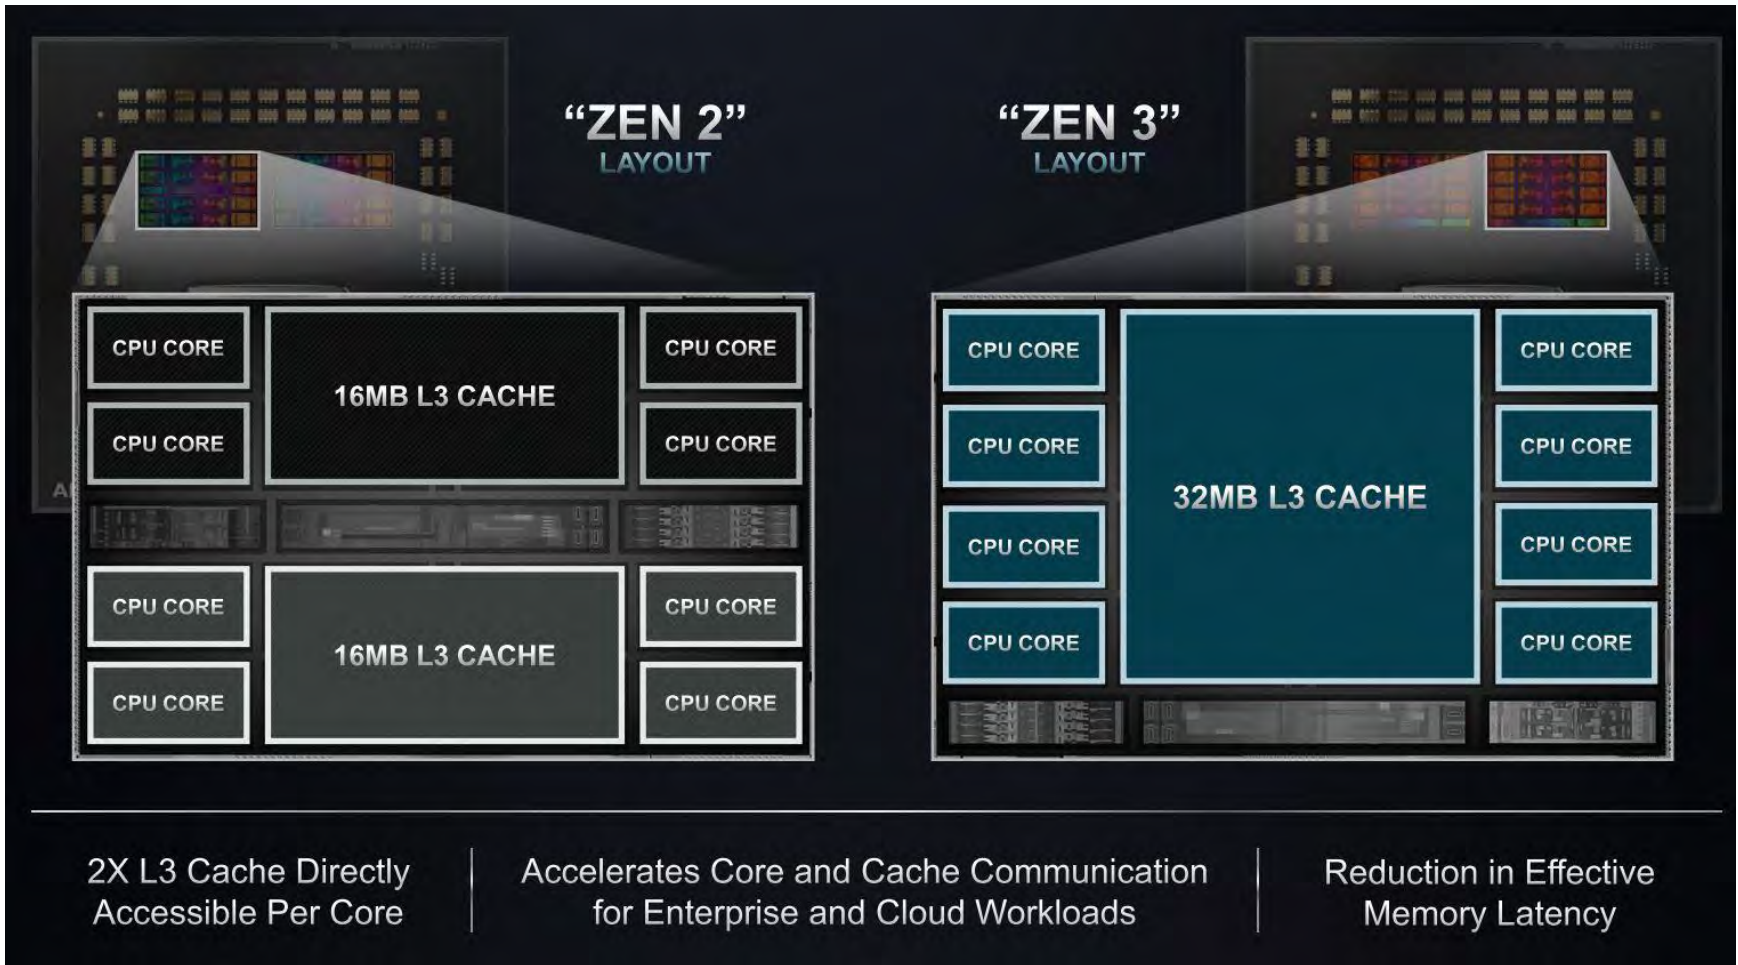 “ZEN 2”
LAYOUT
CPU CORE
CPU CORE
16MB L3 CACHE
CPU CORE
CPU CORE
CPU CORE
CPU CORE
16MB L3 CACHE
CPU CORE
CPU CORE
“ZEN 3”
LAYOUT
CPU CORE
CPU CORE
CPU CORE
CPU CORE
32MB L3 CACHE
CPU CORE
CPU CORE
CPU CORE
CPU CORE
2X L3 Cache Directly
Accessible Per Core
Accelerates Core and Cache Communication
for Enterprise and Cloud Workloads
Reduction in Effective
Memory Latency